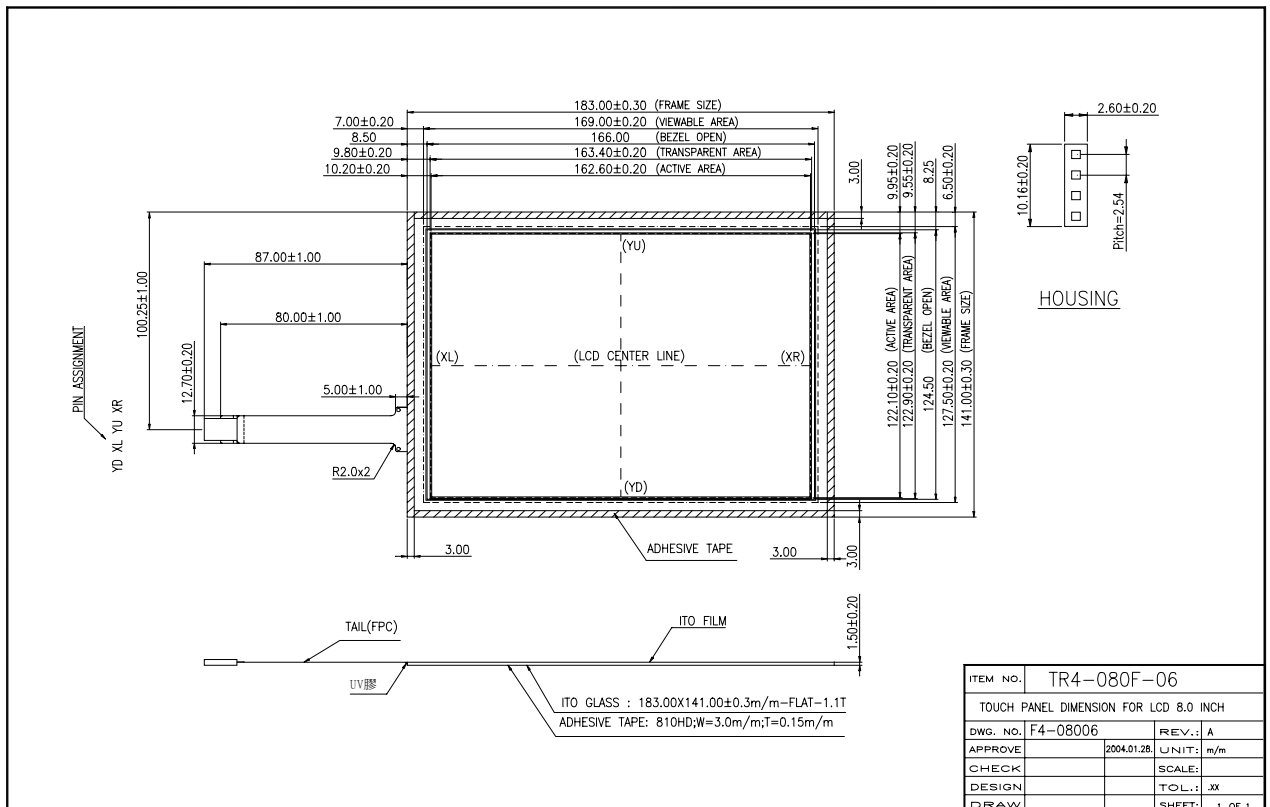 183.00±0.30 (FRAME SIZE)
7.00±0.20
169.00±0.20 (VIEWABLE AREA)
8.50
166.00 (BEZEL OPEN)
9.80±0.20
163.40±0.20 (TRANSPARENT AREA)
10.20±0.20
162.60±0.20 (ACTIVE AREA)
3.00
9.95±0.20
9.55±0.20
8.25
6.50±0.20
2.60±0.20
10.16±0.20
Pitch=2.54
HOUSING
87.00±1.00
100.25±1.00
80.00±1.00
12.70±0.20
5.00±1.00
R2.0x2
PIN ASSIGNMENT
YD XL YU XR
(YU)
(XL)
(LCD CENTER LINE)
(XR)
(YD)
122.10±0.20 (ACTIVE AREA)
122.90±0.20 (TRANSPARENT AREA)
124.50 (BEZEL OPEN)
127.50±0.20 (VIEWABLE AREA)
141.00±0.30 (FRAME SIZE)
3.00
ADHESIVE TAPE
3.00
3.00
TAIL(FPC)
ITO FILM
1.50±0.20
UV膠
ITO GLASS : 183.00X141.00±0.3m/m-FLAT-1.1T
ADHESIVE TAPE: 810HD;W=3.0m/m;T=0.15m/m
ITEM NO. TR4-080F-06
TOUCH PANEL DIMENSION FOR LCD 8.0 INCH
DWG. NO. F4-08006 REV.: A
APPROVE 2004.01.28. UNIT: m/m
CHECK SCALE:
DESIGN TOL.: .XX
DRAW SHEET: 1 OF 1